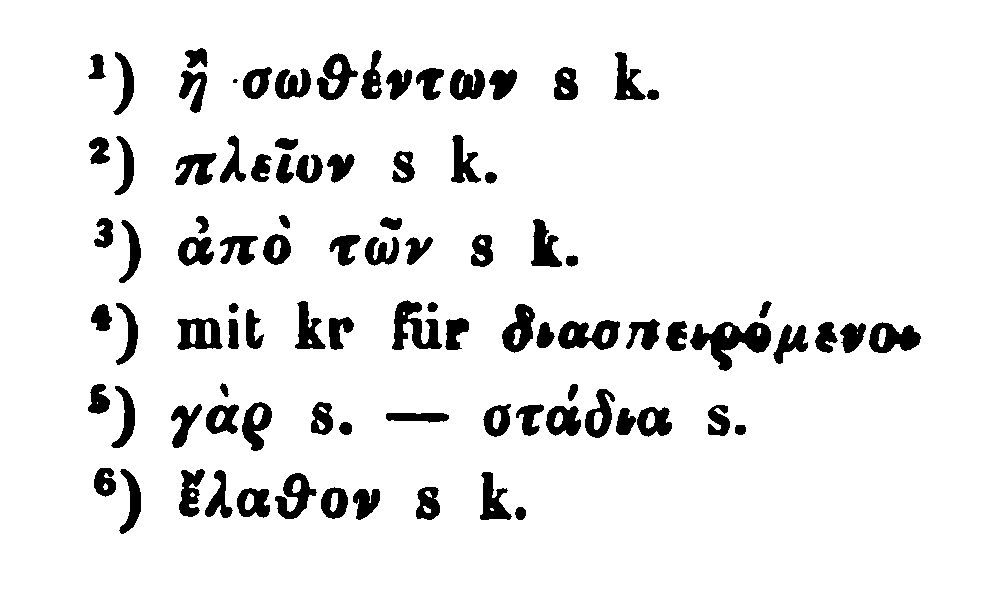 ¹) ἢ σωθέντων s k.
²) πλεῖον s k.
³) ἀπὸ τῶν s k.
⁴) mit kr für διασπειρόμενοι
⁵) γὰρ s. — στάδια s.
⁶) ἔλαθον s k.